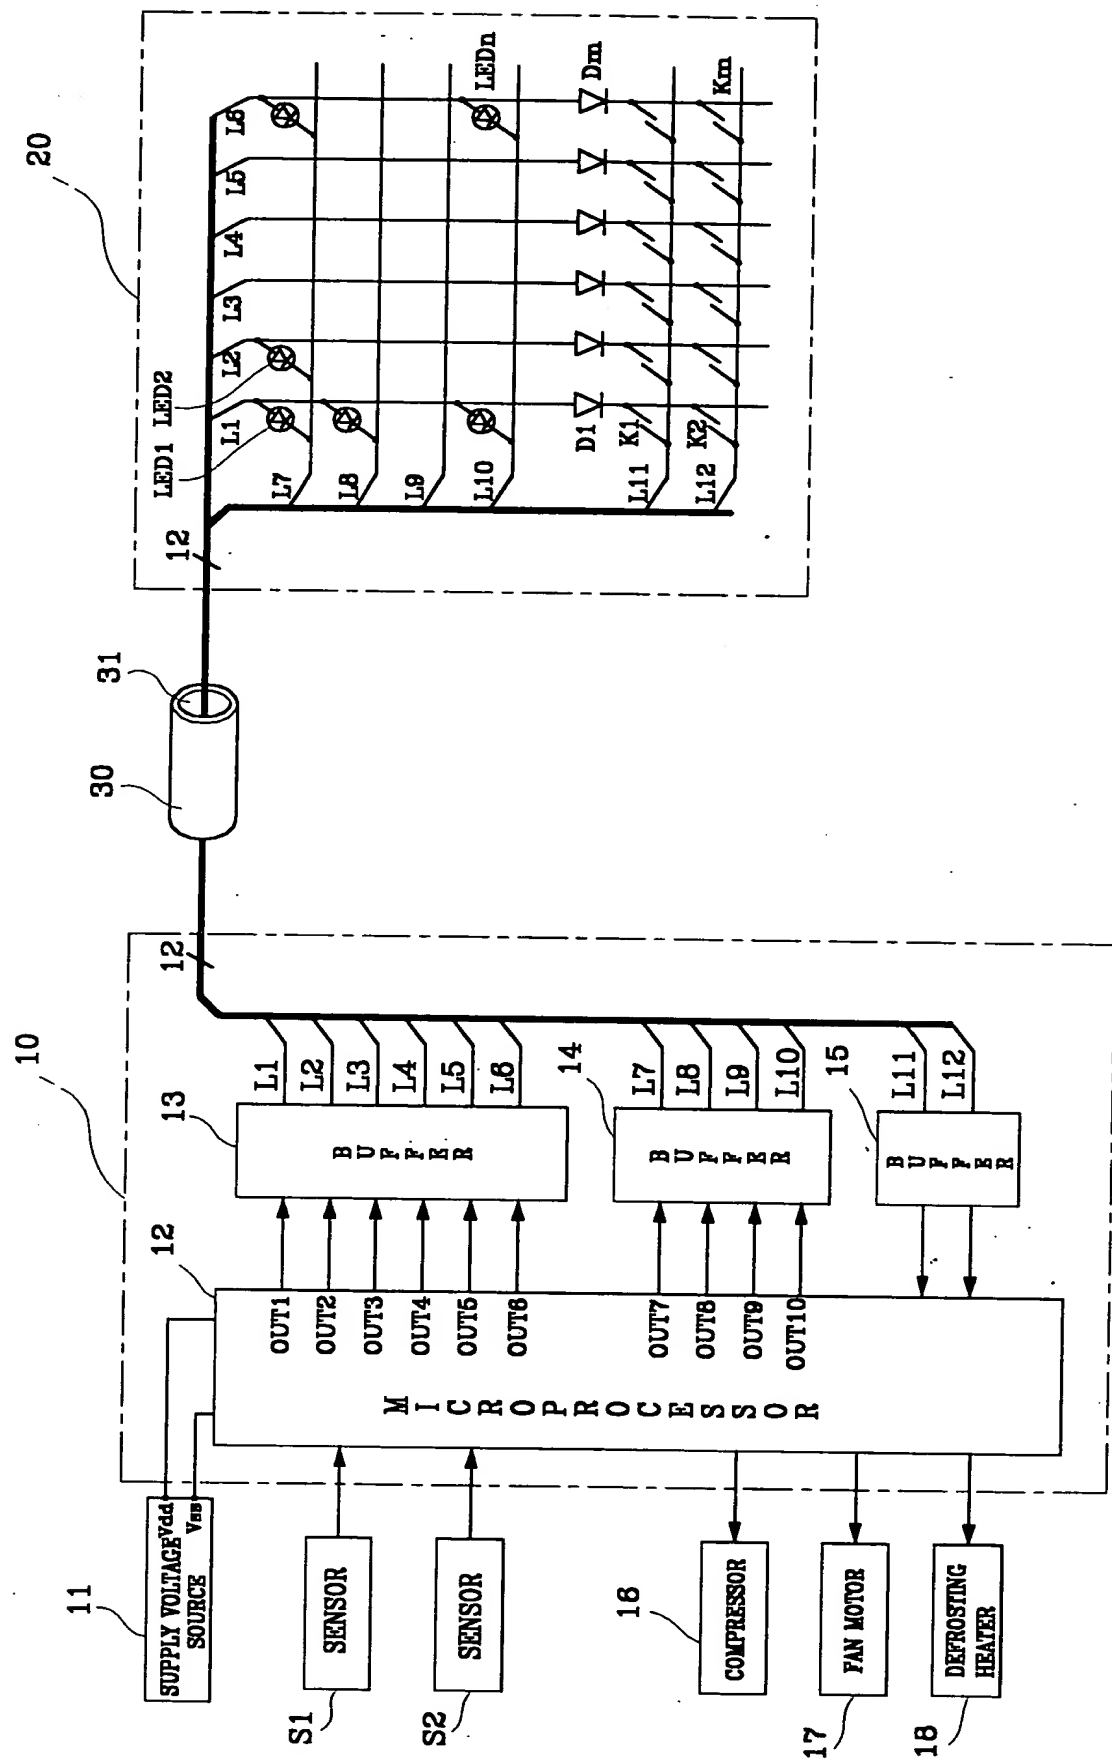 10
20
11
SUPPLY VOLTAGE
SOURCE
Vdd
Vss
S1
SENSOR
S2
SENSOR
12
MICROPROCESSOR
OUT1
OUT2
OUT3
OUT4
OUT5
OUT6
OUT7
OUT8
OUT9
OUT10
16
COMPRESSOR
17
FAN MOTOR
18
DEFROSTING
HEATER
13
BUFFER
L1
L2
L3
L4
L5
L6
14
BUFFER
L7
L8
L9
L10
15
BUFFER
L11
L12
12
30
31
12
LED1
LED2
L1
L2
L3
L4
L5
L6
L7
L8
L9
L10
LEDn
D1
Dm
K1
L11
K2
Km
L12